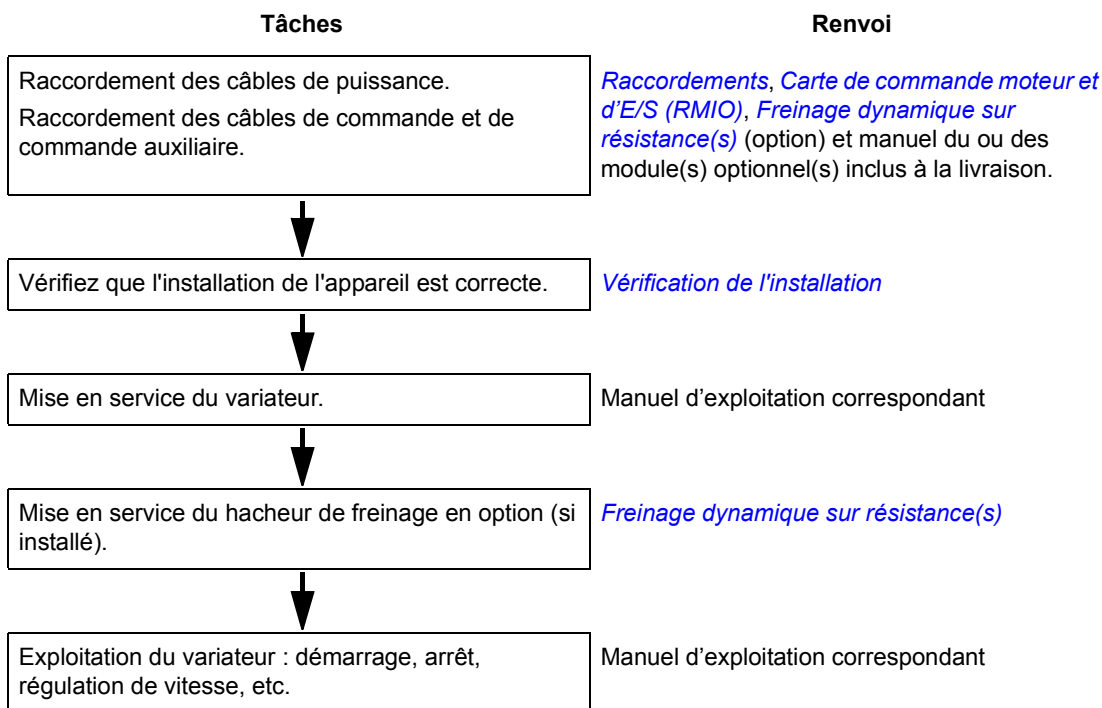 Tâches
Renvoi
Raccordement des câbles de puissance.
Raccordement des câbles de commande et de
commande auxiliaire.
Raccordements, Carte de commande moteur et
d'E/S (RMIO), Freinage dynamique sur
résistance(s) (option) et manuel du ou des
module(s) optionnel(s) inclus à la livraison.
Vérifiez que l'installation de l'appareil est correcte.
Vérification de l'installation
Mise en service du variateur.
Manuel d’exploitation correspondant
Mise en service du hacheur de freinage en option (si
installé).
Freinage dynamique sur résistance(s)
Exploitation du variateur : démarrage, arrêt,
régulation de vitesse, etc.
Manuel d’exploitation correspondant